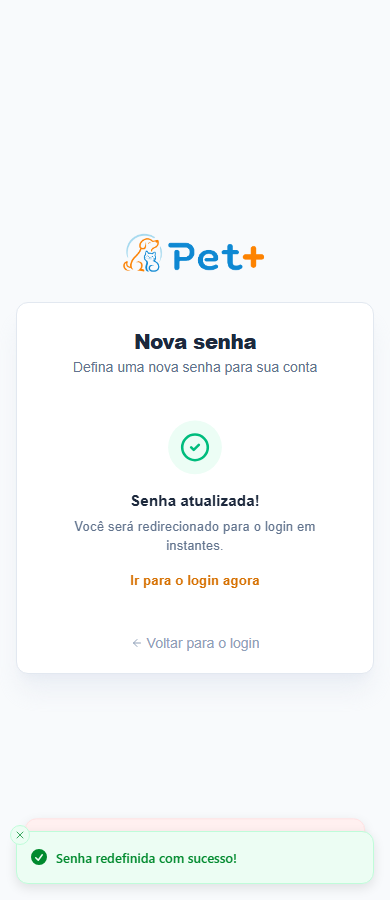 Pet+
Nova senha
Defina uma nova senha para sua conta
Senha atualizada!
Você será redirecionado para o login em
instantes.
Ir para o login agora
← Voltar para o login
Senha redefinida com sucesso!